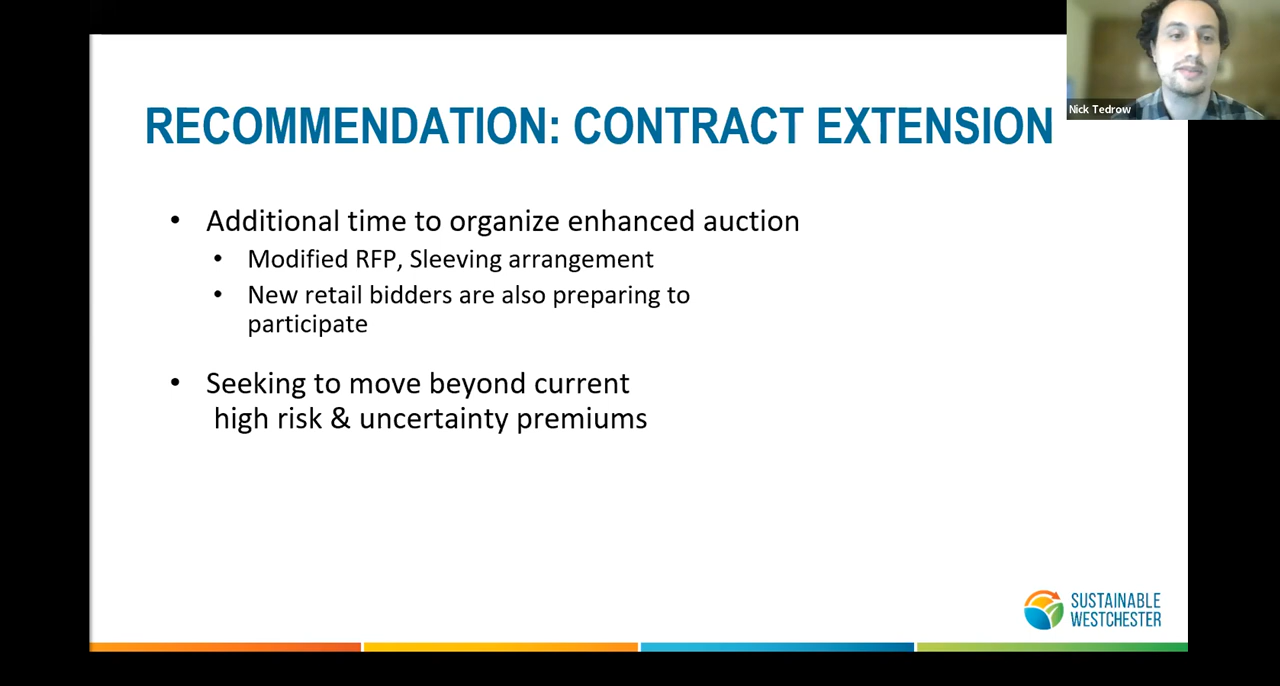 RECOMMENDATION: CONTRACT EXTENSION
Nick Tedrow
• Additional time to organize enhanced auction
• Modified RFP, Sleeving arrangement
• New retail bidders are also preparing to
participate
• Seeking to move beyond current
high risk & uncertainty premiums
SUSTAINABLE
WESTCHESTER